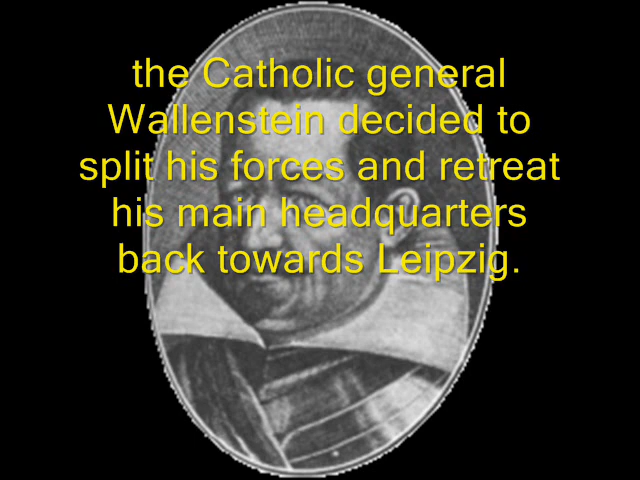 the Catholic general
Wallenstein decided to
split his forces and retreat
his main headquarters
back towards Leipzig.